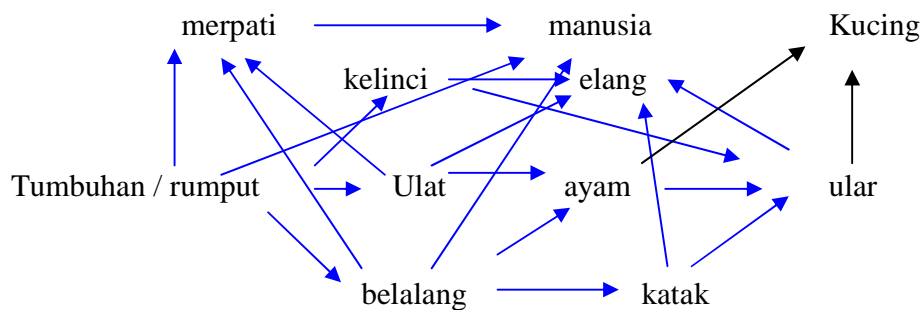 merpati manusia Kucing
kelinci elang
Tumbuhan / rumput Ulat ayam ular
belalang katak